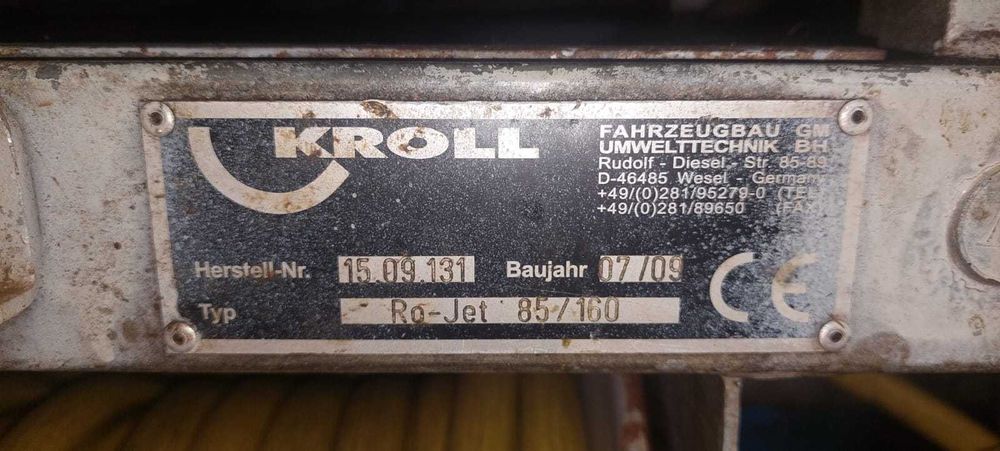 KROLL
FAHRZEUGBAU GM
UMWELTTECHNIK BH
Rudolf - Diesel - Str. 85-89
D-46485 Wesel - Germany
+49/(0)281/95279-0 (TEL)
+49/(0)281/89650 (FAX)
Herstell-Nr. 15.09.131 Baujahr 07/09
Typ Ro-Jet 85/160
CE